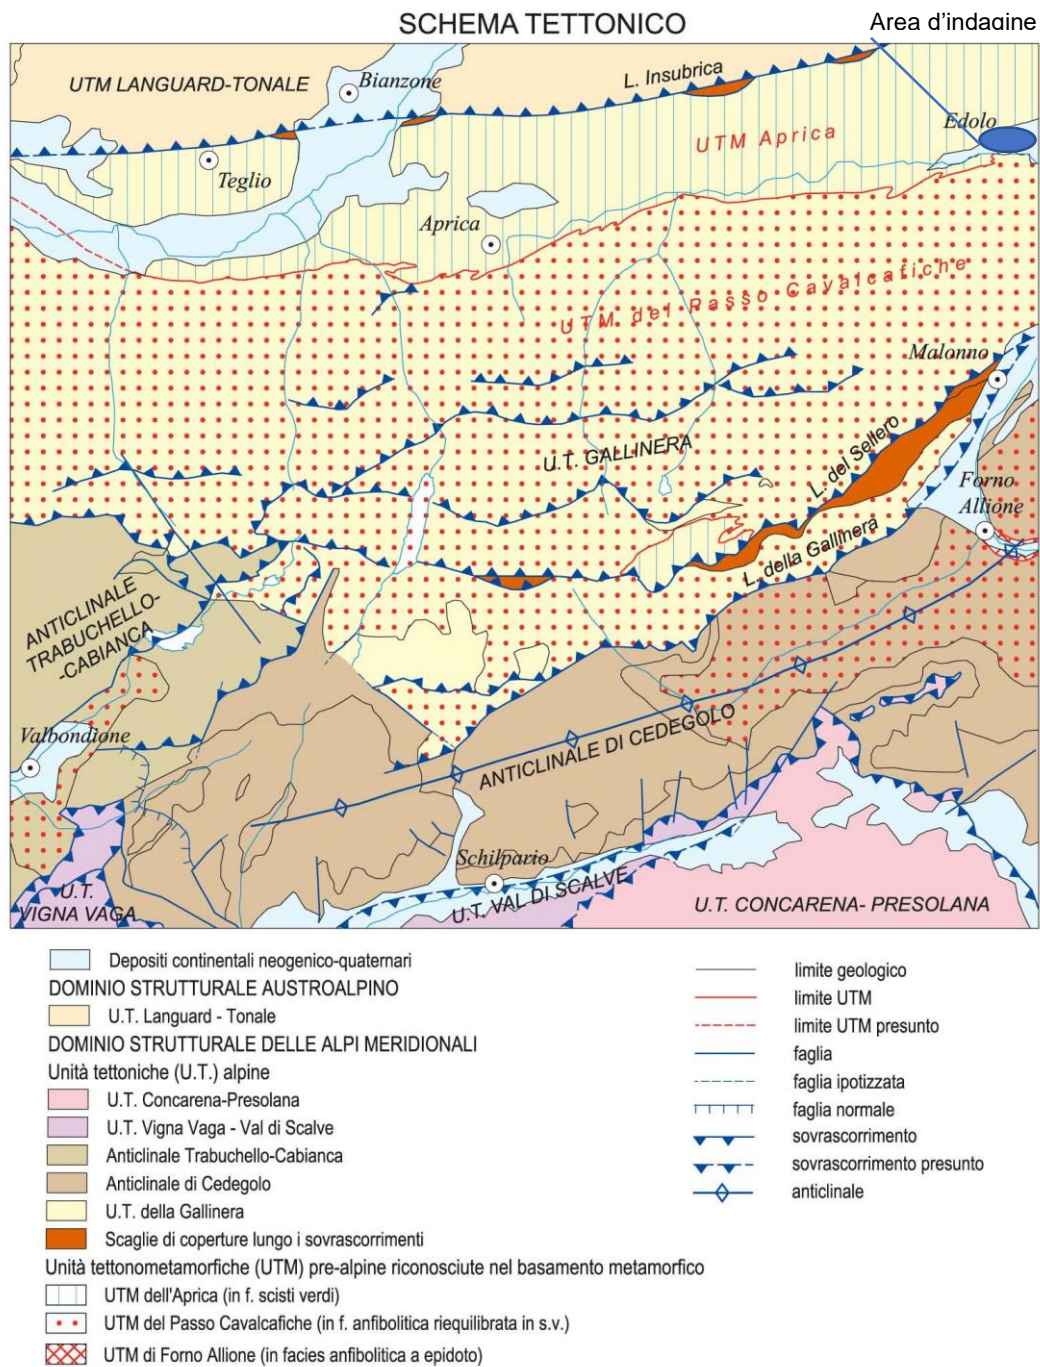 SCHEMA TETTONICO
Area d'indagine
UTM LANGUARD-TONALE
Bianzone
L. Insubrica
Edolo
UTM Aprica
Teglio
Aprica
UTM del Passo Cavalcafiche
Malonno
U.T. GALLINERA
L. del Sellero
Forno
Allione
L. della Gallinera
ANTICLINALE
TRABUCHELLO-
-CABIANCA
Valbondione
ANTICLINALE DI CEDEGOLO
Schilpario
U.T.
VIGNA VAGA
U.T. VAL DI SCALVE
U.T. CONCARENA- PRESOLANA
Depositi continentali neogenico-quaternari
DOMINIO STRUTTURALE AUSTROALPINO
U.T. Languard - Tonale
DOMINIO STRUTTURALE DELLE ALPI MERIDIONALI
Unità tettoniche (U.T.) alpine
U.T. Concarena-Presolana
U.T. Vigna Vaga - Val di Scalve
Anticlinale Trabuchello-Cabianca
Anticlinale di Cedegolo
U.T. della Gallinera
Scaglie di coperture lungo i sovrascorrimenti
Unità tettonometamorfiche (UTM) pre-alpine riconosciute nel basamento metamorfico
UTM dell'Aprica (in f. scisti verdi)
UTM del Passo Cavalcafiche (in f. anfibolitica riequilibrata in s.v.)
UTM di Forno Allione (in facies anfibolitica a epidoto)
limite geologico
limite UTM
limite UTM presunto
faglia
faglia ipotizzata
faglia normale
sovrascorrimento
sovrascorrimento presunto
anticlinale